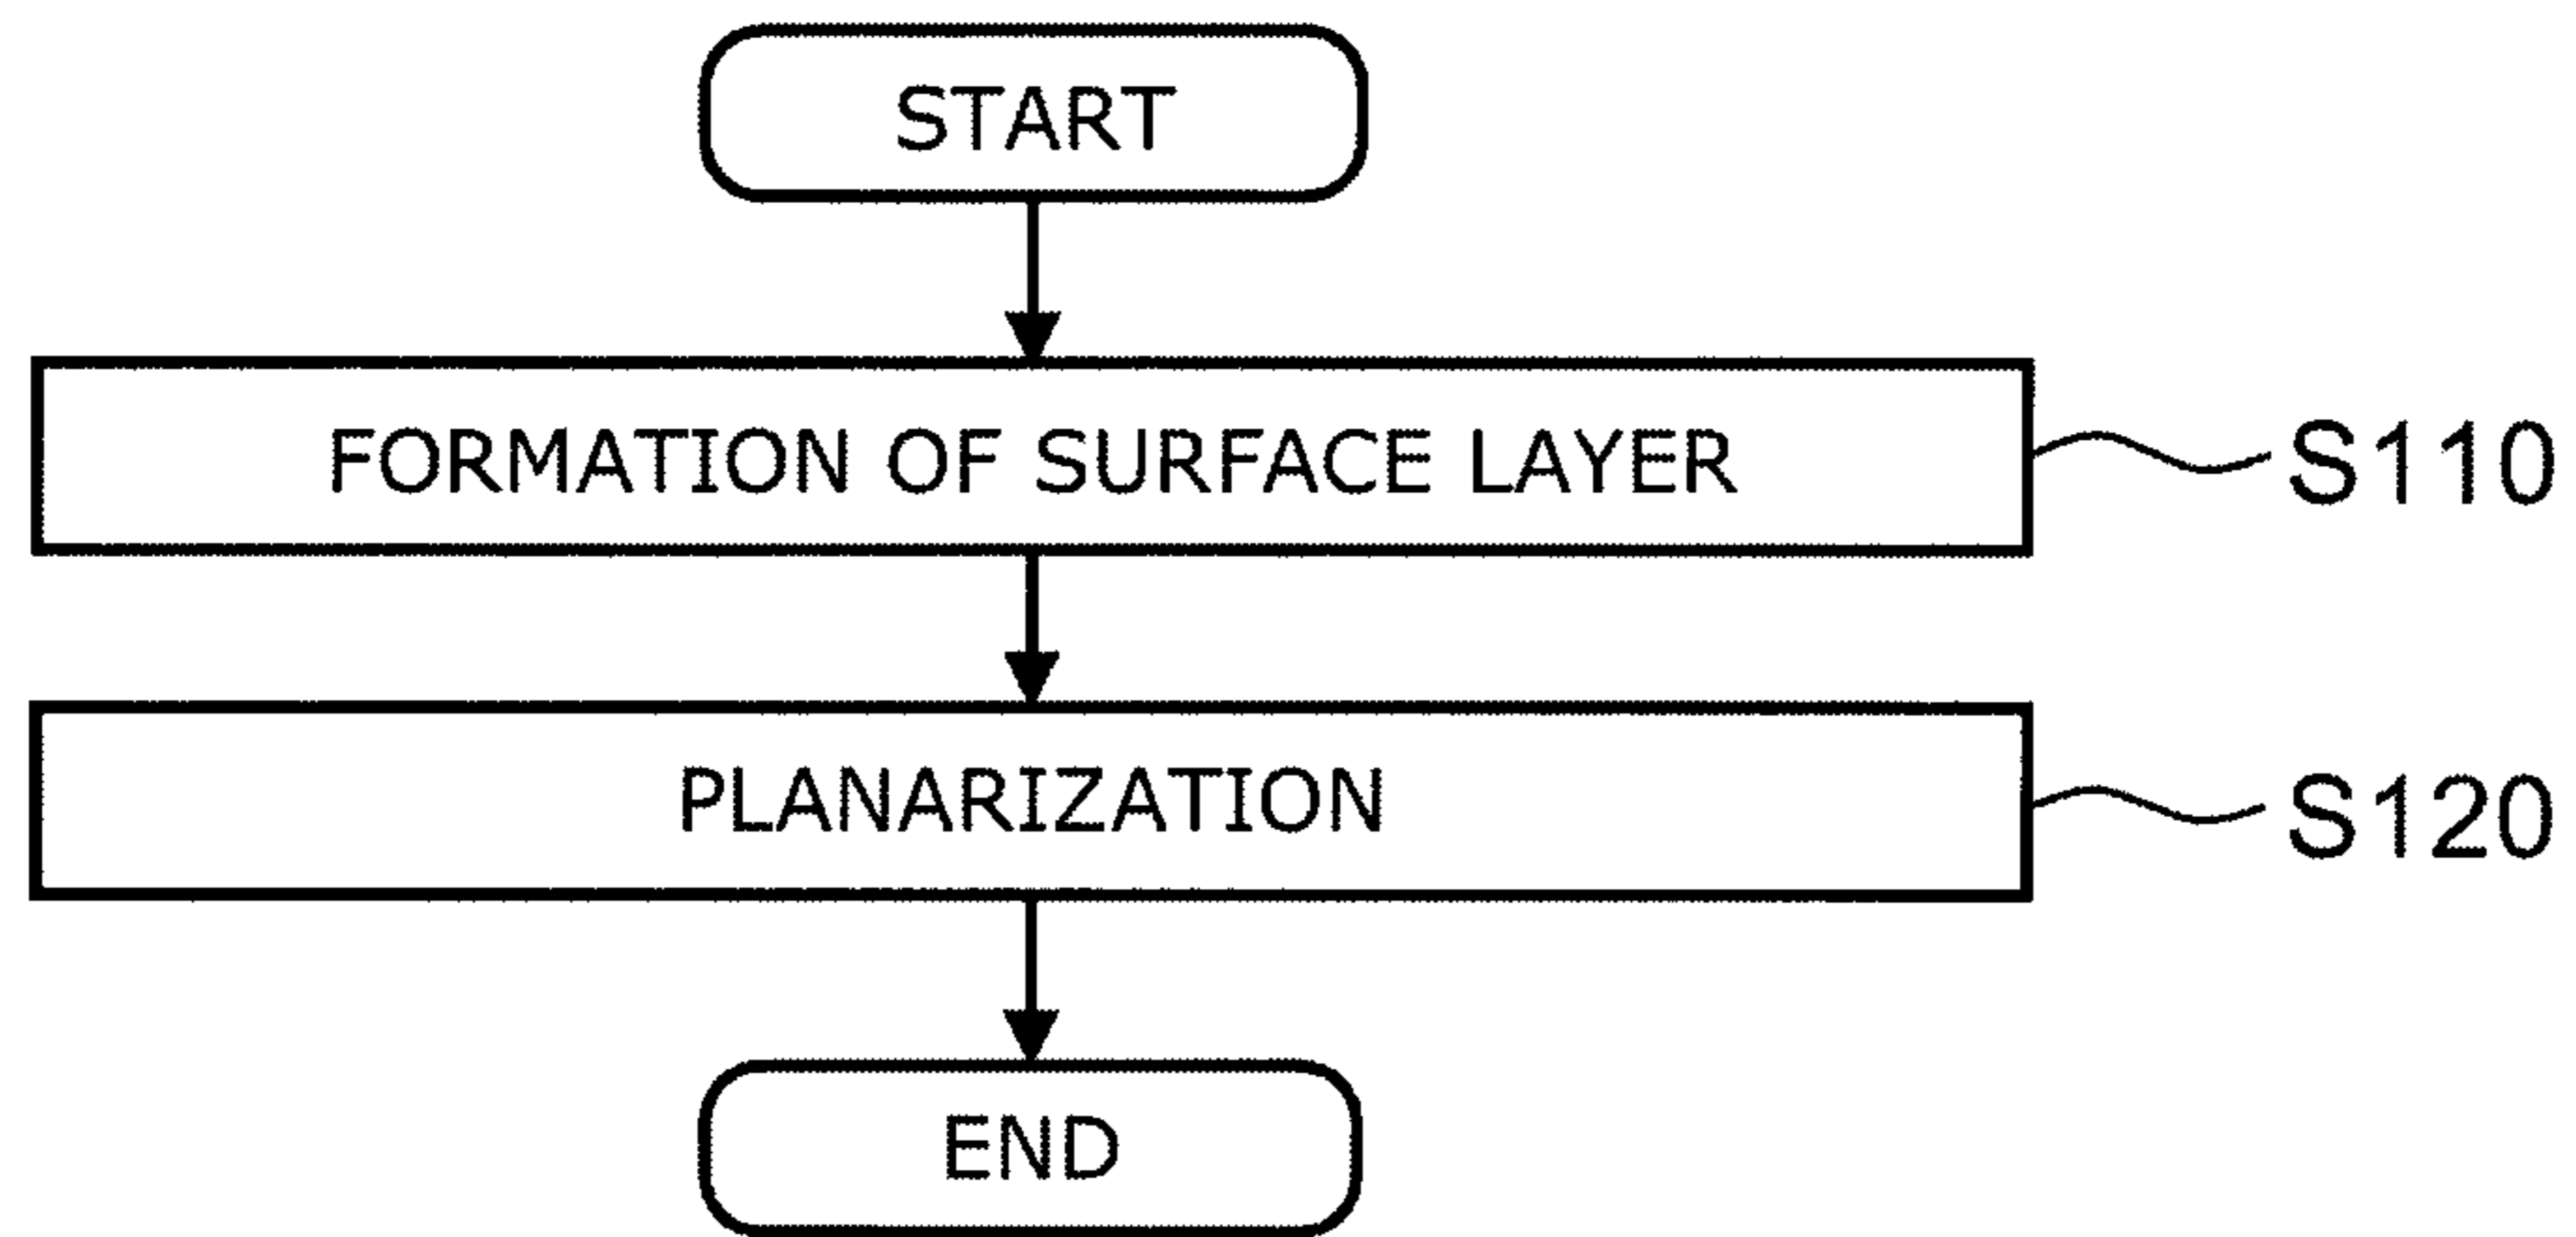 START
FORMATION OF SURFACE LAYER
S110
PLANARIZATION
S120
END